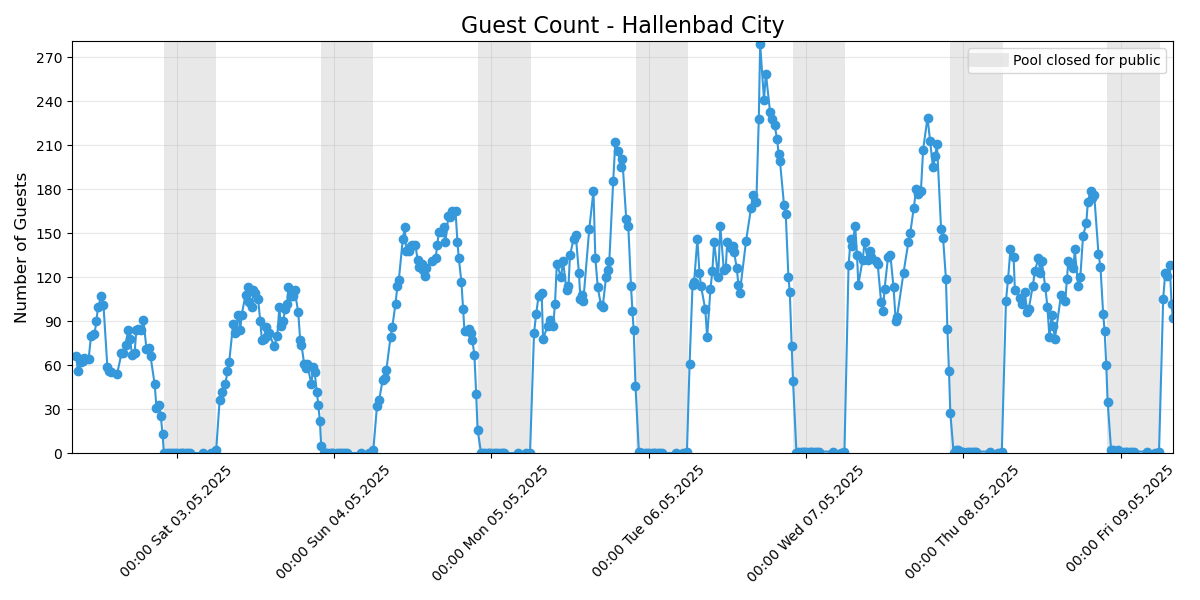 Guest Count - Hallenbad City
Pool closed for public
Number of Guests
270
240
210
180
150
120
90
60
30
0
00:00 Sat 03.05.2025
00:00 Sun 04.05.2025
00:00 Mon 05.05.2025
00:00 Tue 06.05.2025
00:00 Wed 07.05.2025
00:00 Thu 08.05.2025
00:00 Fri 09.05.2025